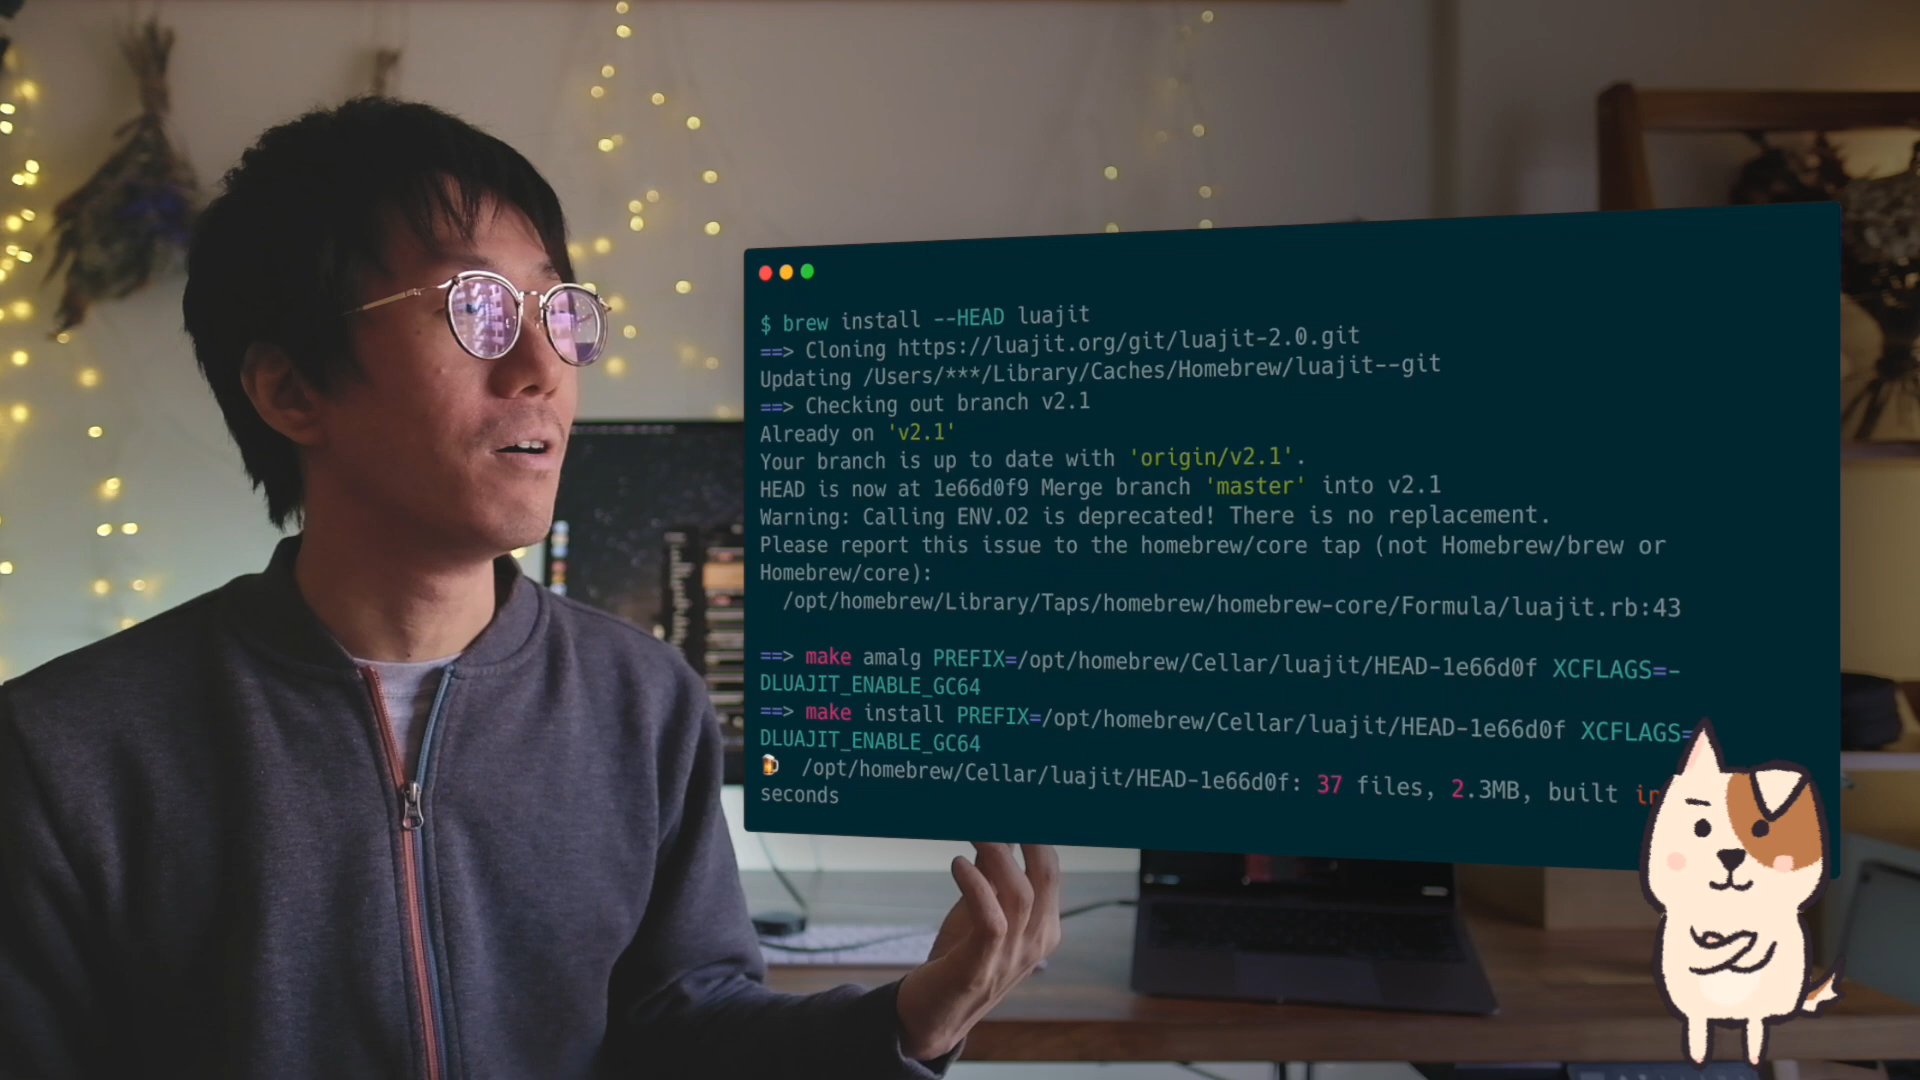 $ brew install --HEAD luajit
==> Cloning https://luajit.org/git/luajit-2.0.git
Updating /Users/***/Library/Caches/Homebrew/luajit--git
==> Checking out branch v2.1
Already on 'v2.1'
Your branch is up to date with 'origin/v2.1'.
HEAD is now at 1e66d0f9 Merge branch 'master' into v2.1
Warning: Calling ENV.O2 is deprecated! There is no replacement.
Please report this issue to the homebrew/core tap (not Homebrew/brew or
Homebrew/core):
/opt/homebrew/Library/Taps/homebrew/homebrew-core/Formula/luajit.rb:43
==> make amalg PREFIX=/opt/homebrew/Cellar/luajit/HEAD-1e66d0f XCFLAGS=-
DLUAJIT_ENABLE_GC64
==> make install PREFIX=/opt/homebrew/Cellar/luajit/HEAD-1e66d0f XCFLAGS=
DLUAJIT_ENABLE_GC64
🍺 /opt/homebrew/Cellar/luajit/HEAD-1e66d0f: 37 files, 2.3MB, built in
seconds